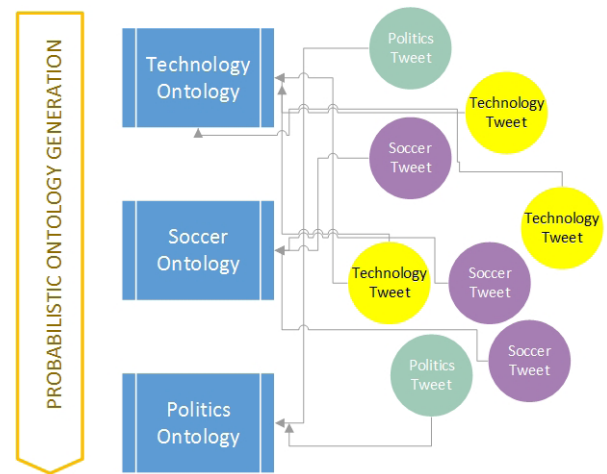 PROBABILISTIC ONTOLOGY GENERATION
Technology
Ontology
Politics
Tweet
Technology
Tweet
Soccer
Tweet
Technology
Tweet
Soccer
Ontology
Technology
Tweet
Soccer
Tweet
Soccer
Tweet
Politics
Tweet
Politics
Ontology